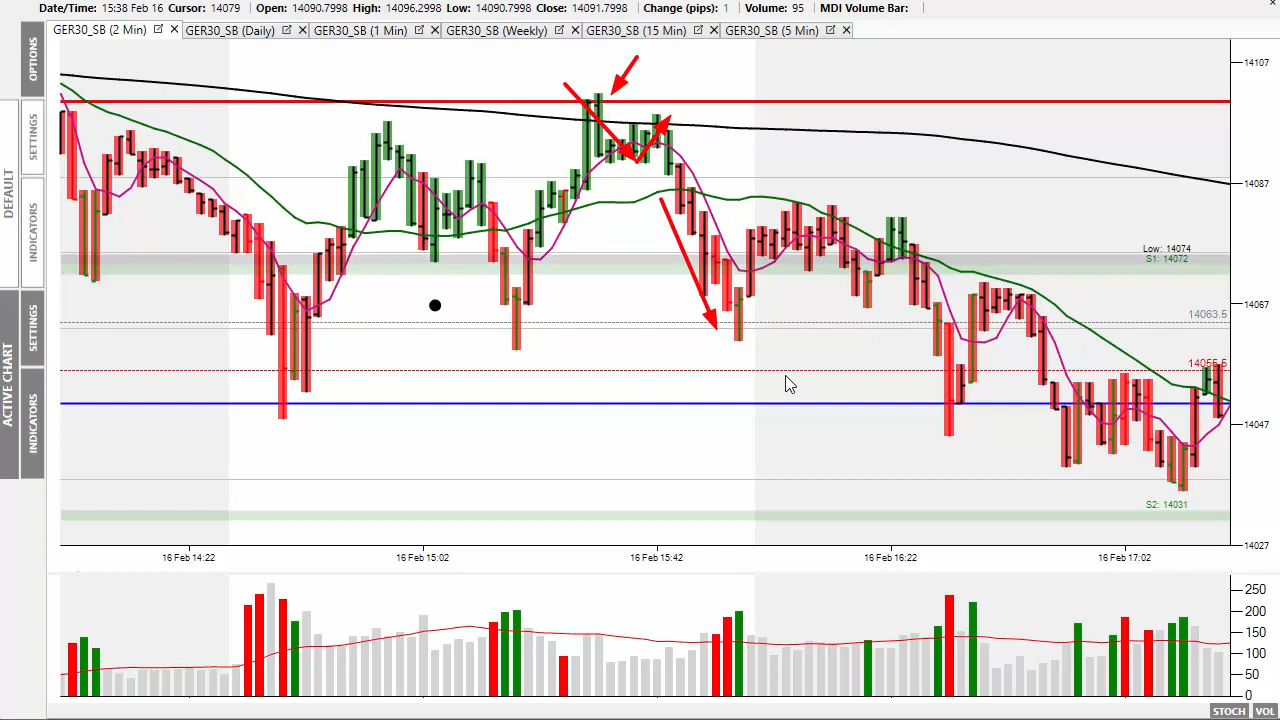 Date/Time: 15:38 Feb 16 Cursor: 14079 Open: 14090.7998 High: 14096.2998 Low: 14090.7998 Close: 14091.7998 Change (pips): 1 Volume: 95 MDI Volume Bar:
GER30_SB (2 Min) GER30_SB (Daily) GER30_SB (1 Min) GER30_SB (Weekly) GER30_SB (15 Min) GER30_SB (5 Min)
OPTIONS
DEFAULT
SETTINGS
INDICATORS
ACTIVE CHART
SETTINGS
INDICATORS
14107
14087
Low: 14074
S1: 14072
14067
14063.5
14055.5
14047
S2: 14031
14027
16 Feb 14:22 16 Feb 15:02 16 Feb 15:42 16 Feb 16:22 16 Feb 17:02
250
200
150
100
50
0
STOCH VOL